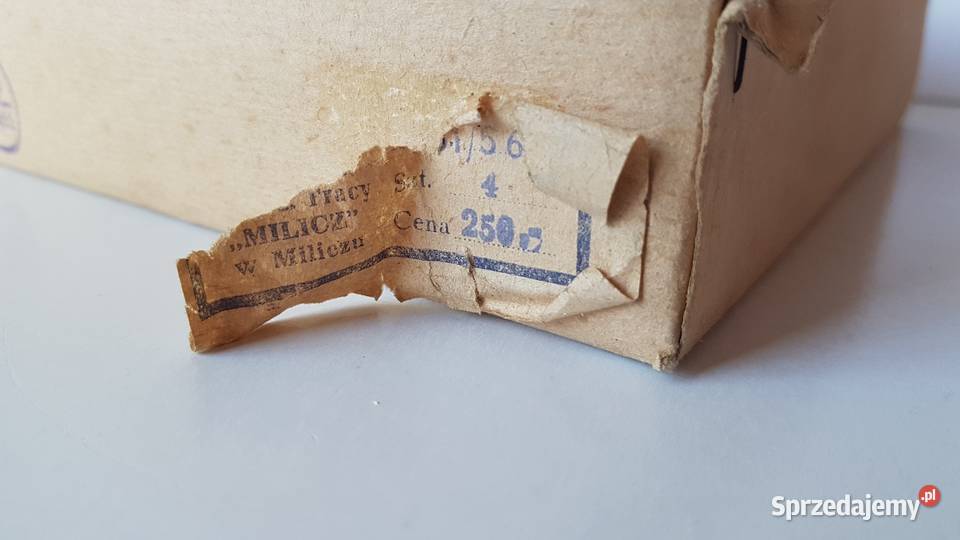 /56
Pracy Szt. 4
„MILICZ” Cena 250.-
w Miliczu
Sprzedajemy.pl